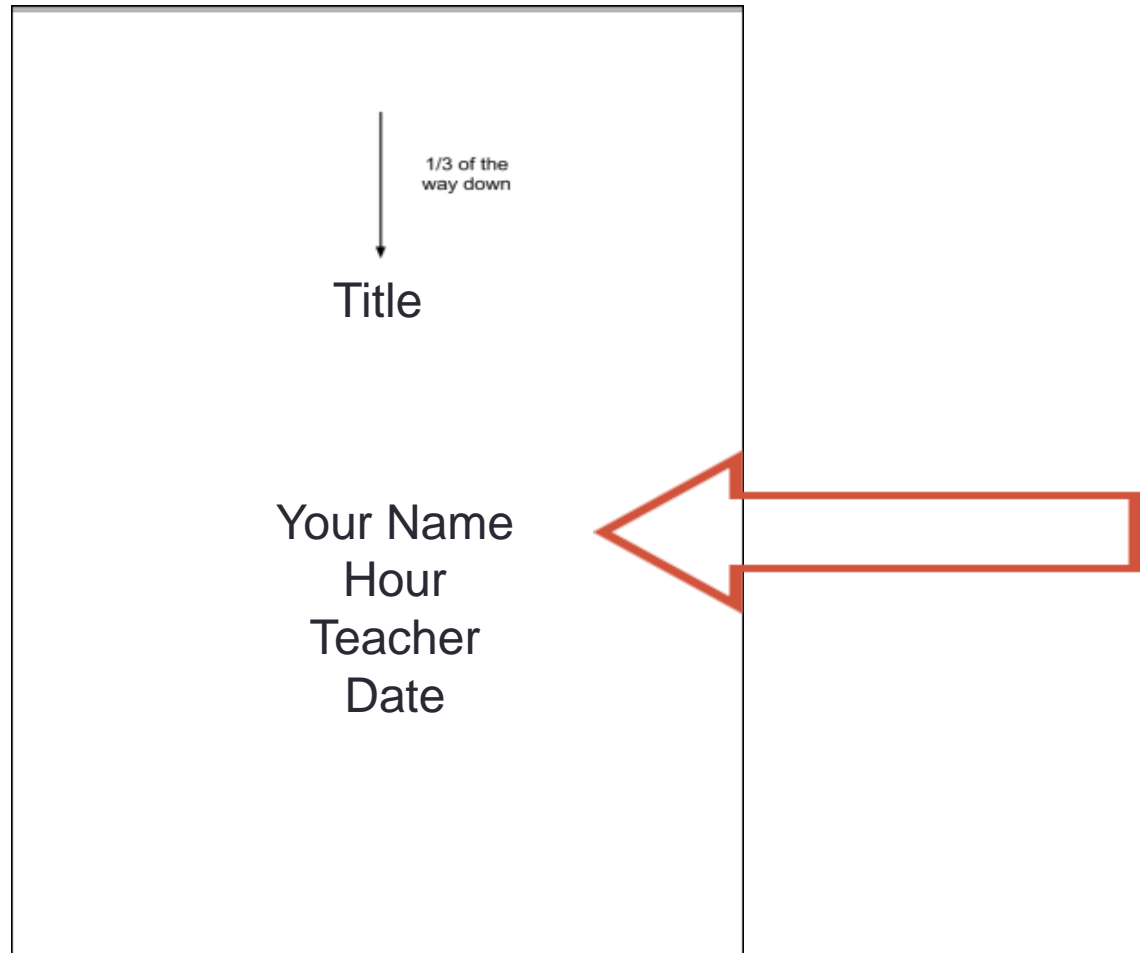 1/3 of the
way down
Title
Your Name
Hour
Teacher
Date